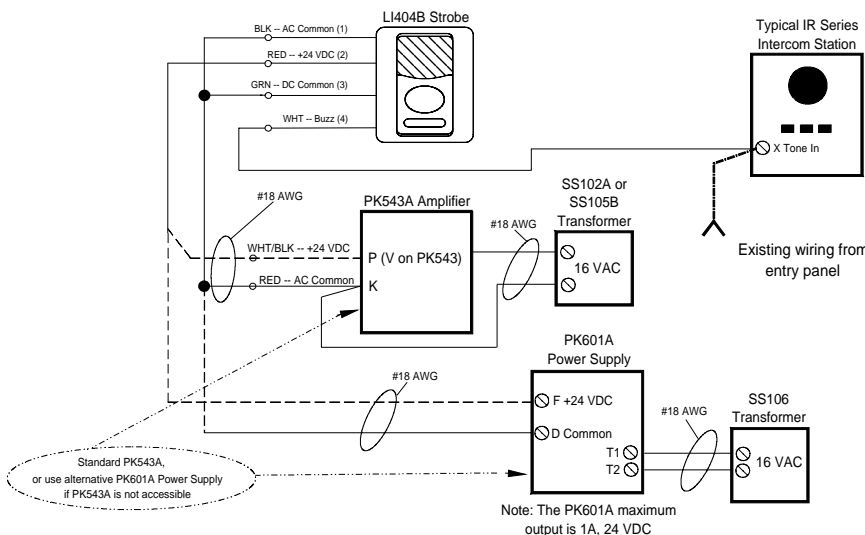 LI404B Strobe
BLK -- AC Common (1)
RED -- +24 VDC (2)
GRN -- DC Common (3)
WHT -- Buzz (4)
Typical IR Series
Intercom Station
X Tone In
Existing wiring from
entry panel
#18 AWG
PK543A Amplifier
WHT/BLK -- +24 VDC
P (V on PK543)
RED -- AC Common
K
#18 AWG
SS102A or
SS105B
Transformer
16 VAC
PK601A
Power Supply
#18 AWG
F +24 VDC
D Common
T1
T2
#18 AWG
SS106
Transformer
16 VAC
Standard PK543A,
or use alternative PK601A Power Supply
if PK543A is not accessible
Note: The PK601A maximum
output is 1A, 24 VDC